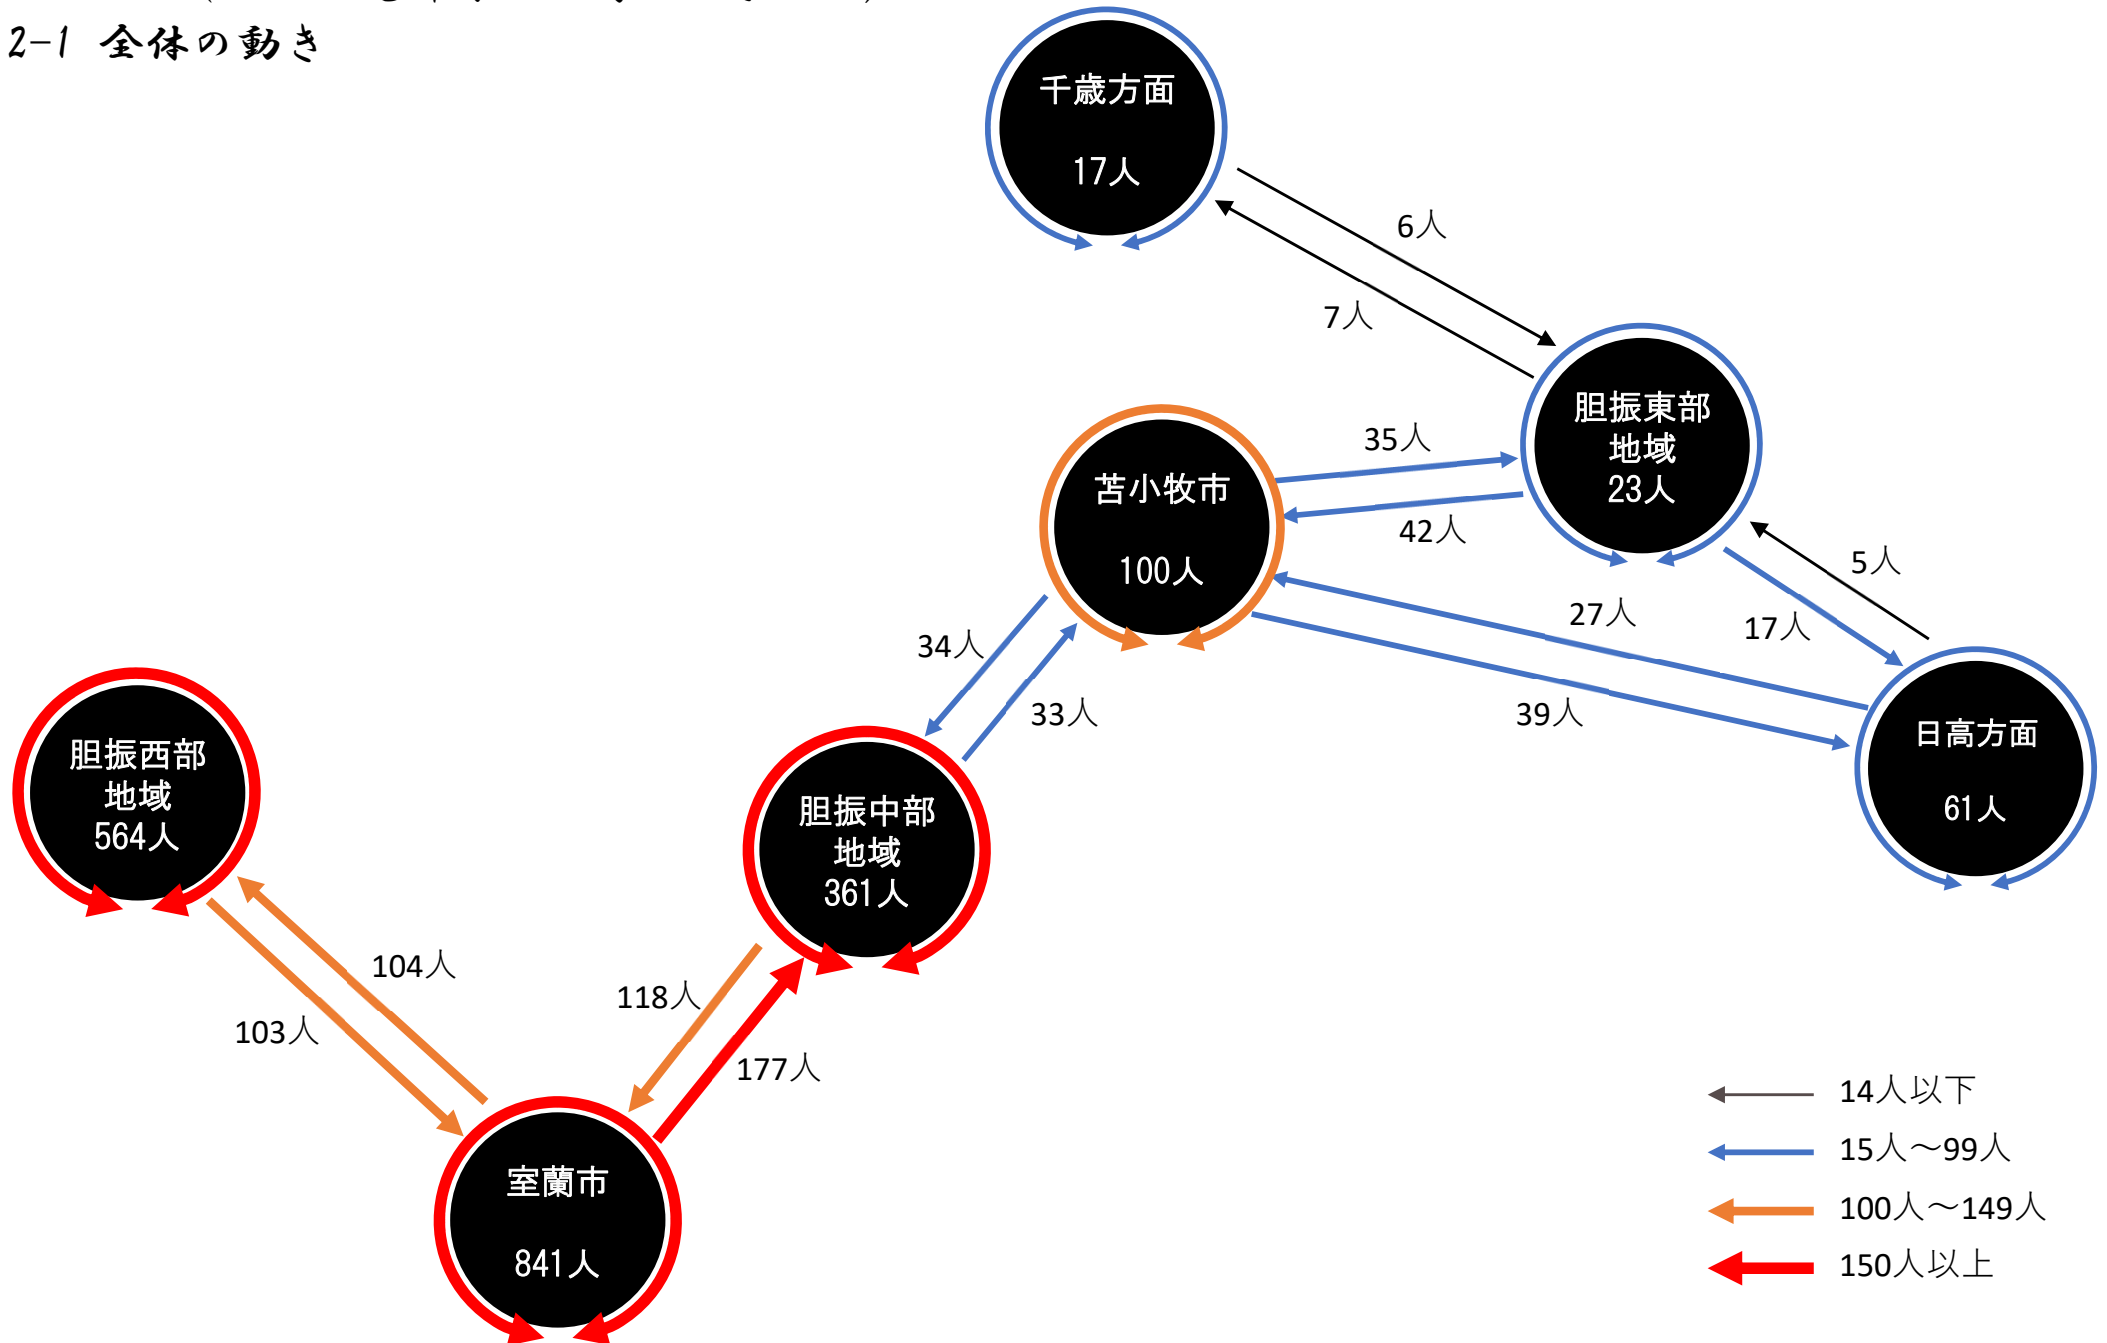 2-1 全体の動き
千歳方面
17人
6人
7人
胆振東部
地域
23人
35人
42人
苫小牧市
100人
5人
17人
27人
39人
34人
33人
日高方面
61人
胆振西部
地域
564人
胆振中部
地域
361人
104人
103人
118人
177人
室蘭市
841人
14人以下
15人～99人
100人～149人
150人以上